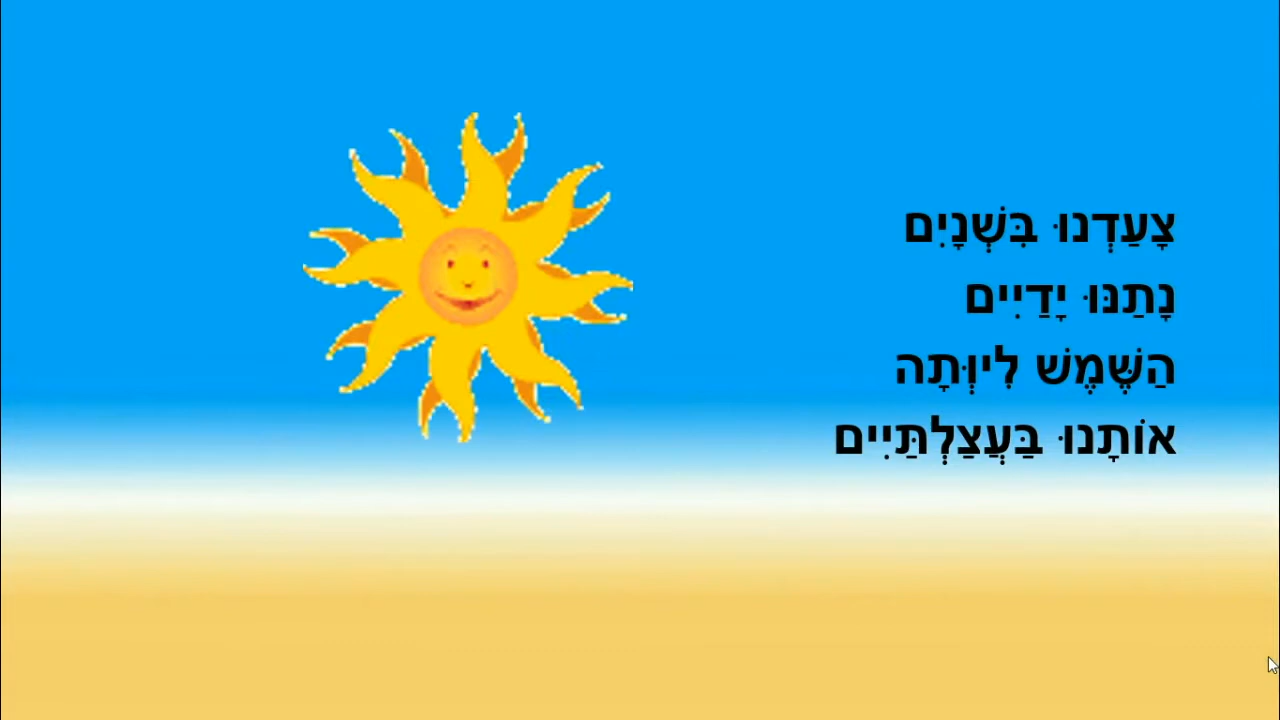 צָעַדְנוּ בִּשְׁנָיִם
נָתַנּוּ יָדַיִים
הַשֶּׁמֶשׁ לִיוְּתָה
אוֹתָנוּ בַּעֲצַלְתַּיִים